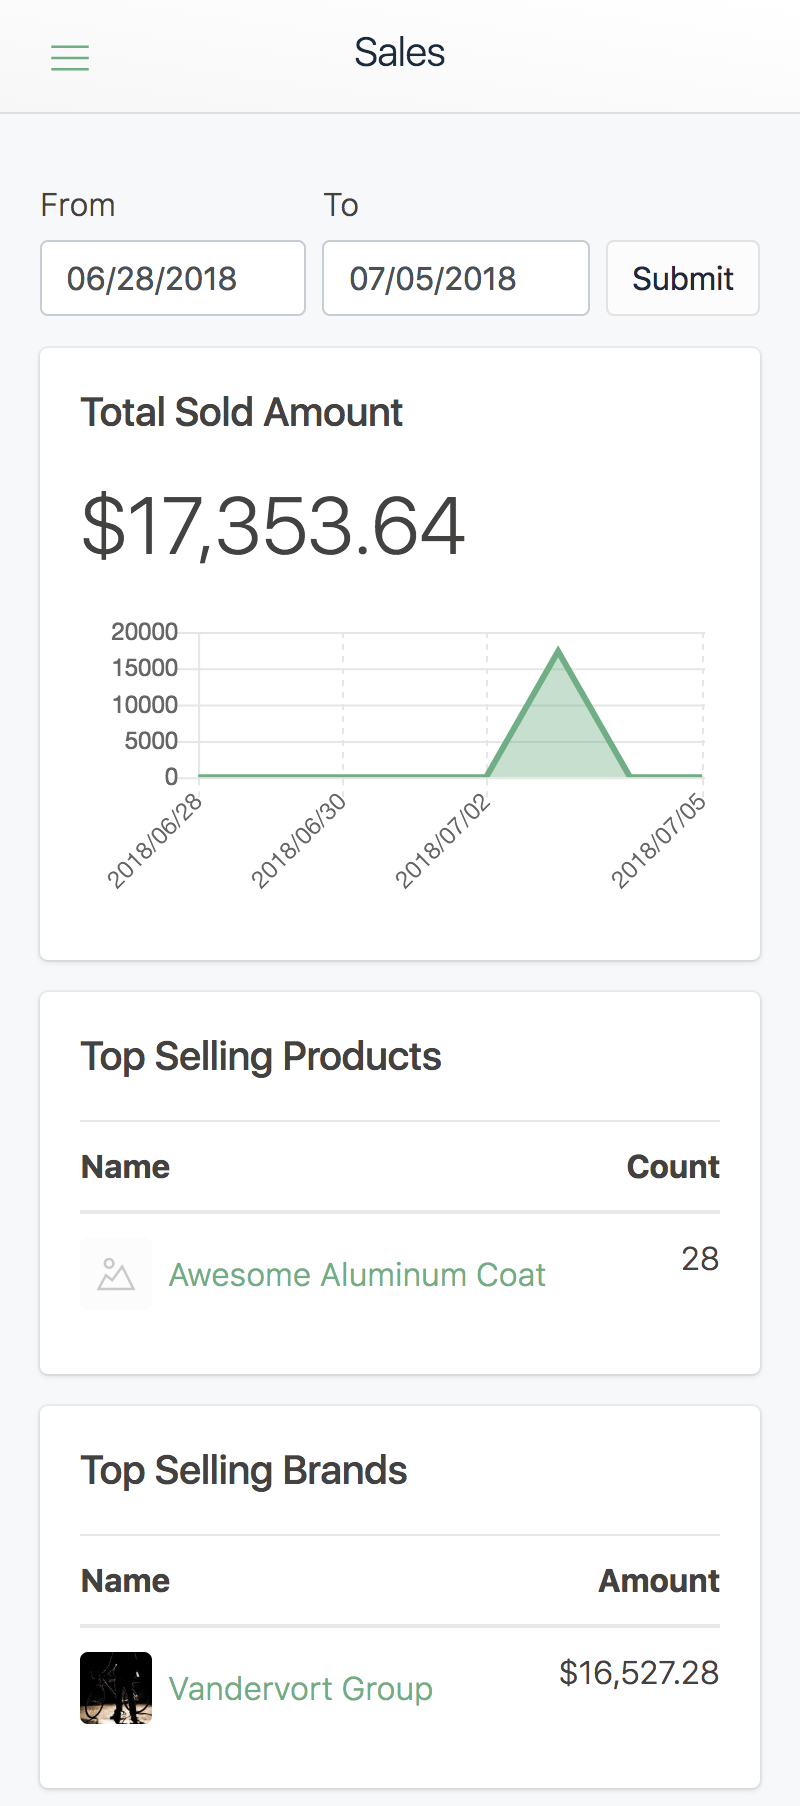 Sales
From To
06/28/2018 07/05/2018 Submit
Total Sold Amount
$17,353.64
20000
15000
10000
5000
0
2018/06/28 2018/06/30 2018/07/02 2018/07/05
Top Selling Products
Name Count
Awesome Aluminum Coat 28
Top Selling Brands
Name Amount
Vandervort Group $16,527.28